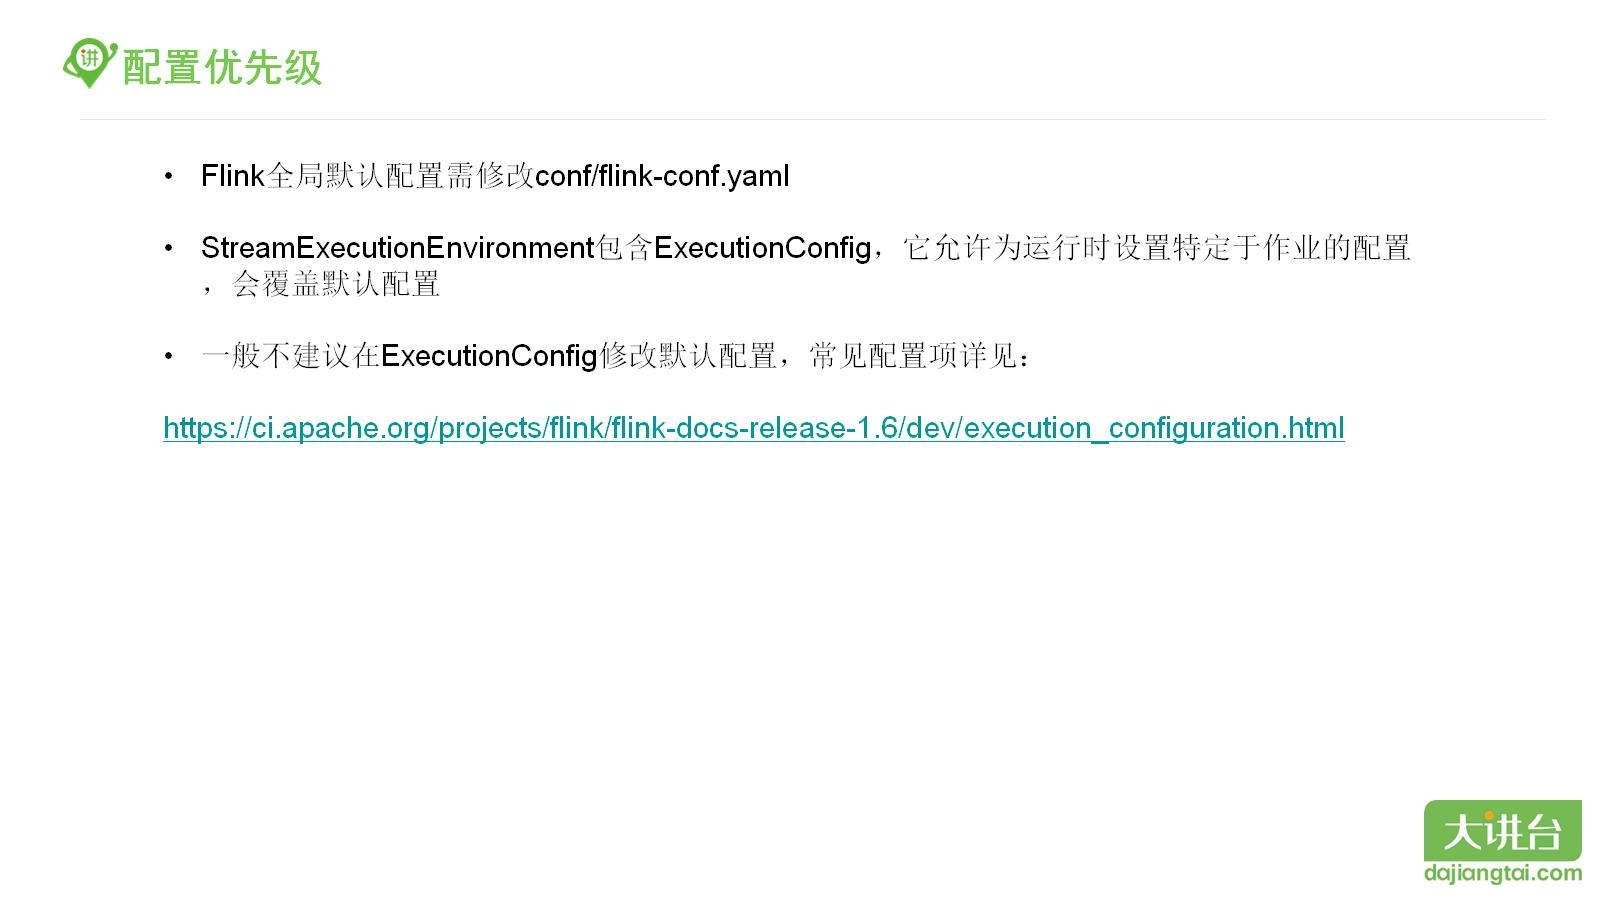 讲
配置优先级
• Flink全局默认配置需修改conf/flink-conf.yaml
• StreamExecutionEnvironment包含ExecutionConfig，它允许为运行时设置特定于作业的配置
，会覆盖默认配置
• 一般不建议在ExecutionConfig修改默认配置，常见配置项详见：
https://ci.apache.org/projects/flink/flink-docs-release-1.6/dev/execution_configuration.html
大讲台
dajiangtai.com